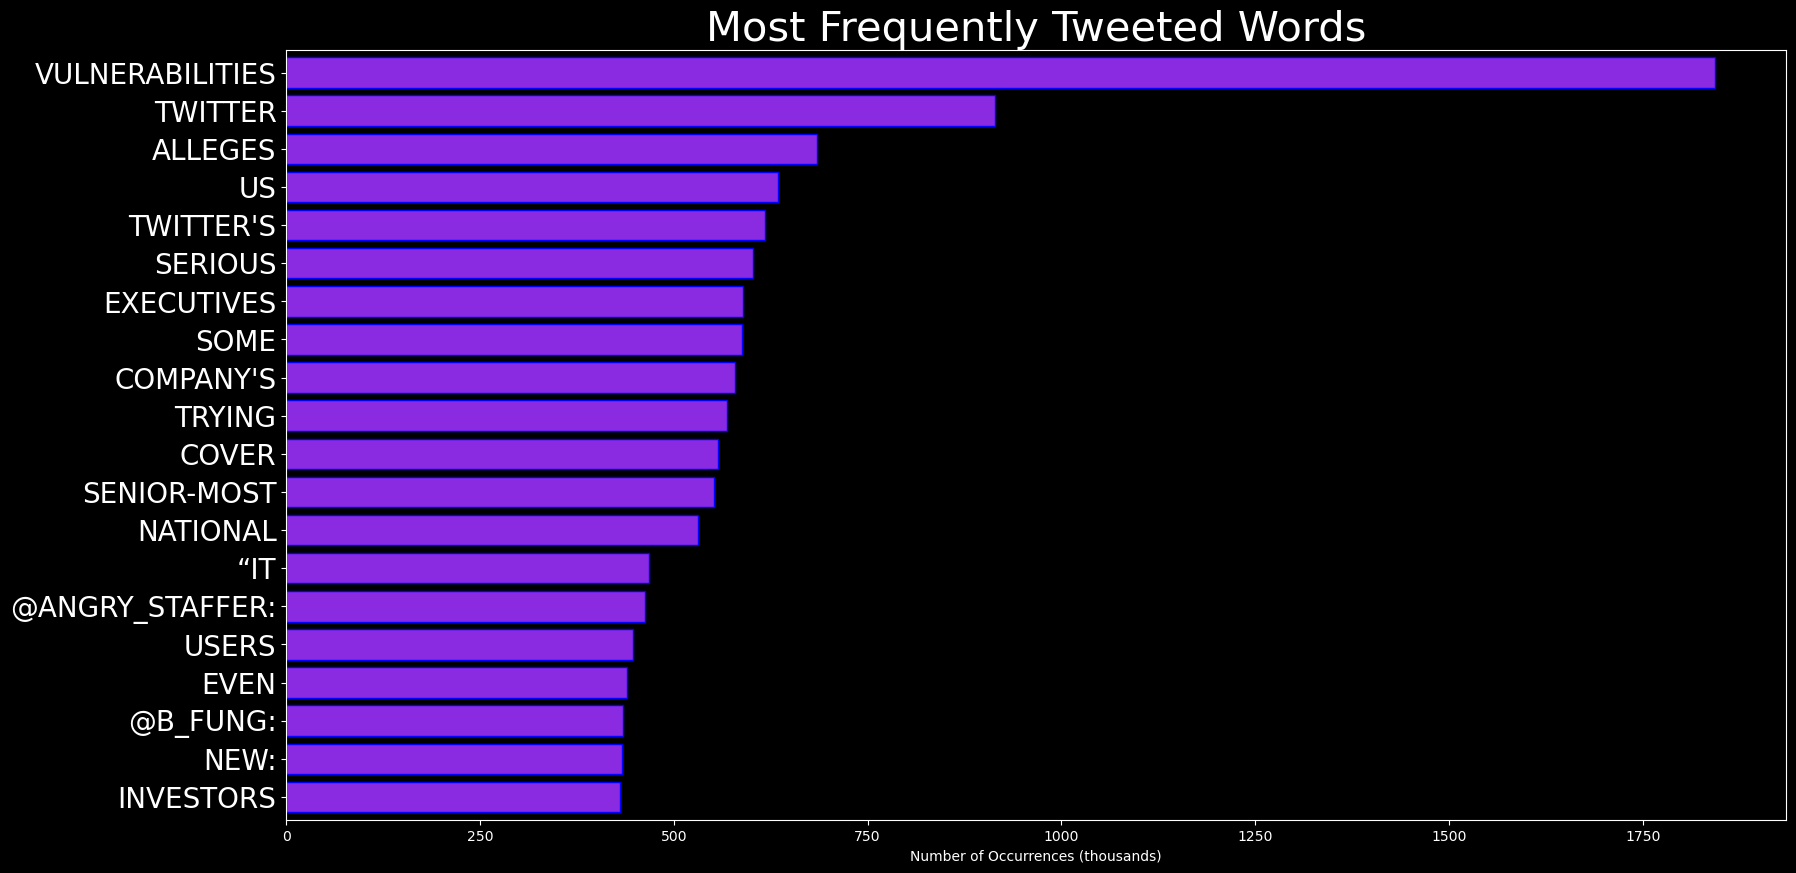 Most Frequently Tweeted Words
VULNERABILITIES
TWITTER
ALLEGES
US
TWITTER'S
SERIOUS
EXECUTIVES
SOME
COMPANY'S
TRYING
COVER
SENIOR-MOST
NATIONAL
“IT
@ANGRY_STAFFER:
USERS
EVEN
@B_FUNG:
NEW:
INVESTORS
0 250 500 750 1000 1250 1500 1750
Number of Occurrences (thousands)